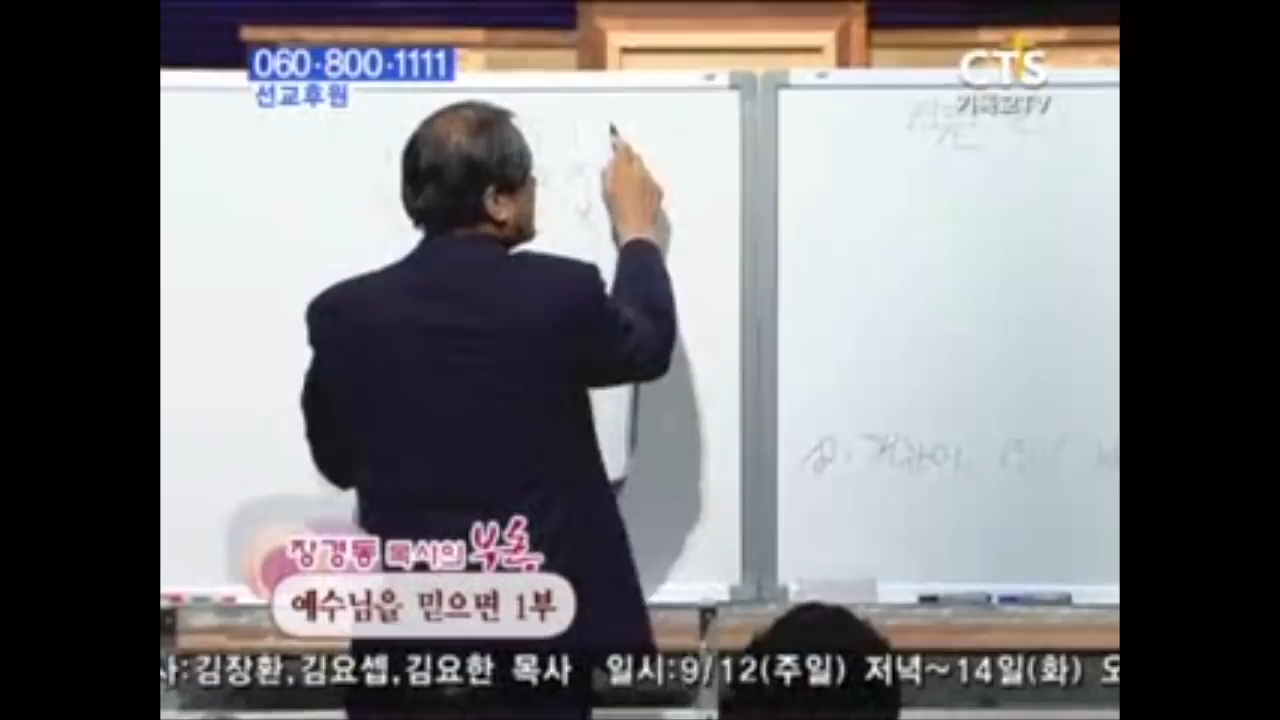 060·800·1111
선교후원
CTS
기독교TV
장경동 목사의 부흥
예수님을 믿으면 1부
사:김장환,김요셉,김요한 목사 일시:9/12(주일) 저녁~14일(화) 오